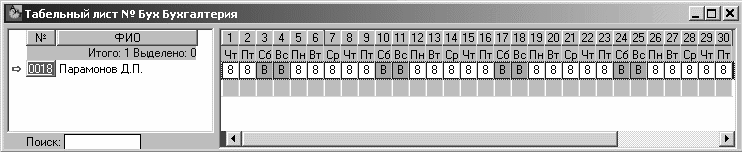 Табельный лист № Бух Бухгалтерия
№ ФИО 1 2 3 4 5 6 7 8 9 10 11 12 13 14 15 16 17 18 19 20 21 22 23 24 25 26 27 28 29 30
Итого: 1 Выделено: 0 Чт Пт Сб Вс Пн Вт Ср Чт Пт Сб Вс Пн Вт Ср Чт Пт Сб Вс Пн Вт Ср Чт Пт Сб Вс Пн Вт Ср Чт Пт
0018 Парамонов Д.П. 8 8 В В 8 8 8 8 8 В В 8 8 8 8 8 В В 8 8 8 8 8 В В 8 8 8 8 8
Поиск: